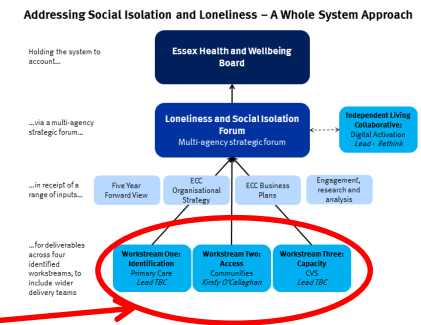 Addressing Social Isolation and Loneliness – A Whole System Approach
Holding the system to
account...
Essex Health and Wellbeing
Board
...via a multi-agency
strategic forum...
Loneliness and Social Isolation
Forum
Multi-agency strategic forum
Independent Living
Collaborative:
Digital Activation
Lead - Rethink
...in receipt of a
range of inputs...
Five Year
Forward View
ECC
Organisational
Strategy
ECC Business
Plans
Engagement,
research and
analysis
...for deliverables
across four
identified
workstreams, to
include wider
delivery teams
Workstream One:
Identification
Primary Care
Lead TBC
Workstream Two:
Access
Communities
Kirsty O'Callaghan
Workstream Three:
Capacity
CVS
Lead TBC